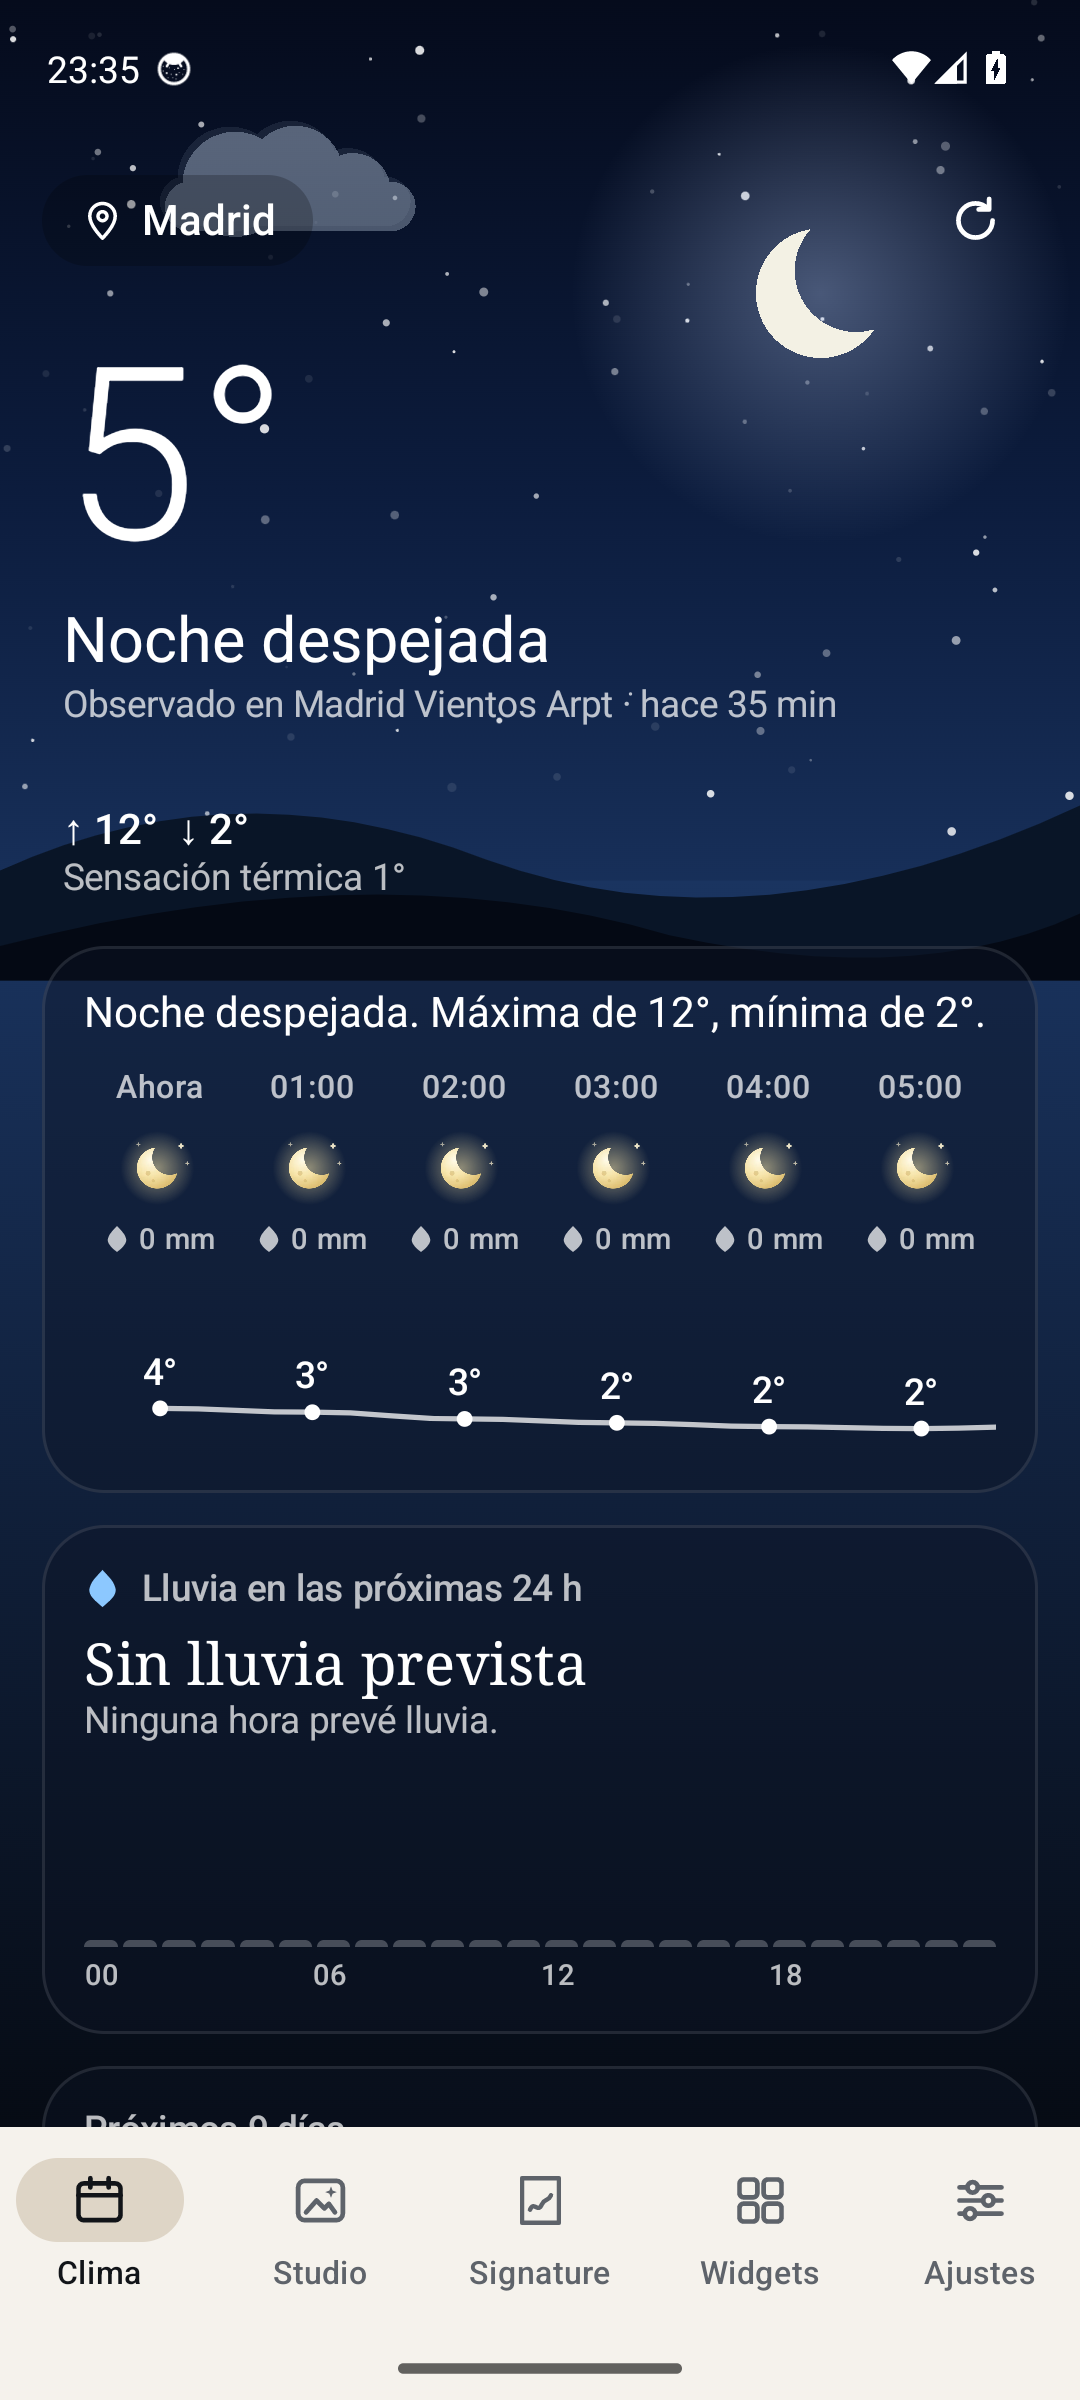 23:35
Madrid
5°
Noche despejada
Observado en Madrid Vientos Arpt · hace 35 min
↑ 12° ↓ 2°
Sensación térmica 1°
Noche despejada. Máxima de 12°, mínima de 2°.
Ahora 01:00 02:00 03:00 04:00 05:00
0 mm 0 mm 0 mm 0 mm 0 mm 0 mm
4° 3° 3° 2° 2° 2°
Lluvia en las próximas 24 h
Sin lluvia prevista
Ninguna hora prevé lluvia.
00 06 12 18
Próximos 9 días
Clima Studio Signature Widgets Ajustes